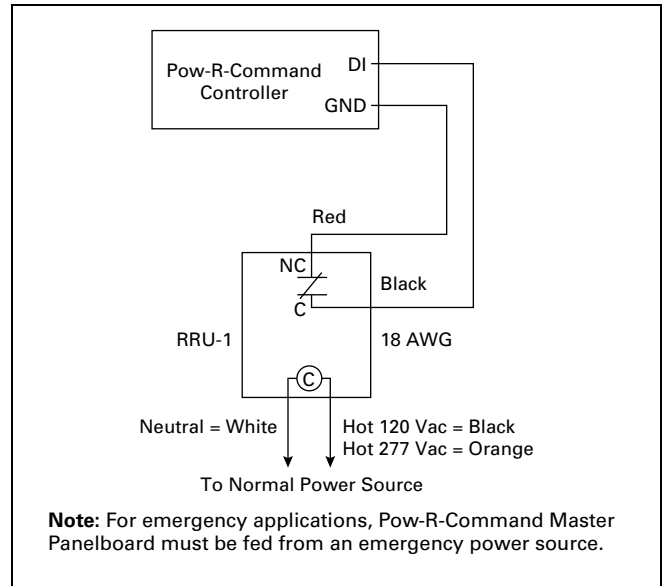 Pow-R-Command
Controller
DI
GND
Red
NC
Black
C
RRU-1
18 AWG
C
Neutral = White
Hot 120 Vac = Black
Hot 277 Vac = Orange
To Normal Power Source
Note: For emergency applications, Pow-R-Command Master
Panelboard must be fed from an emergency power source.